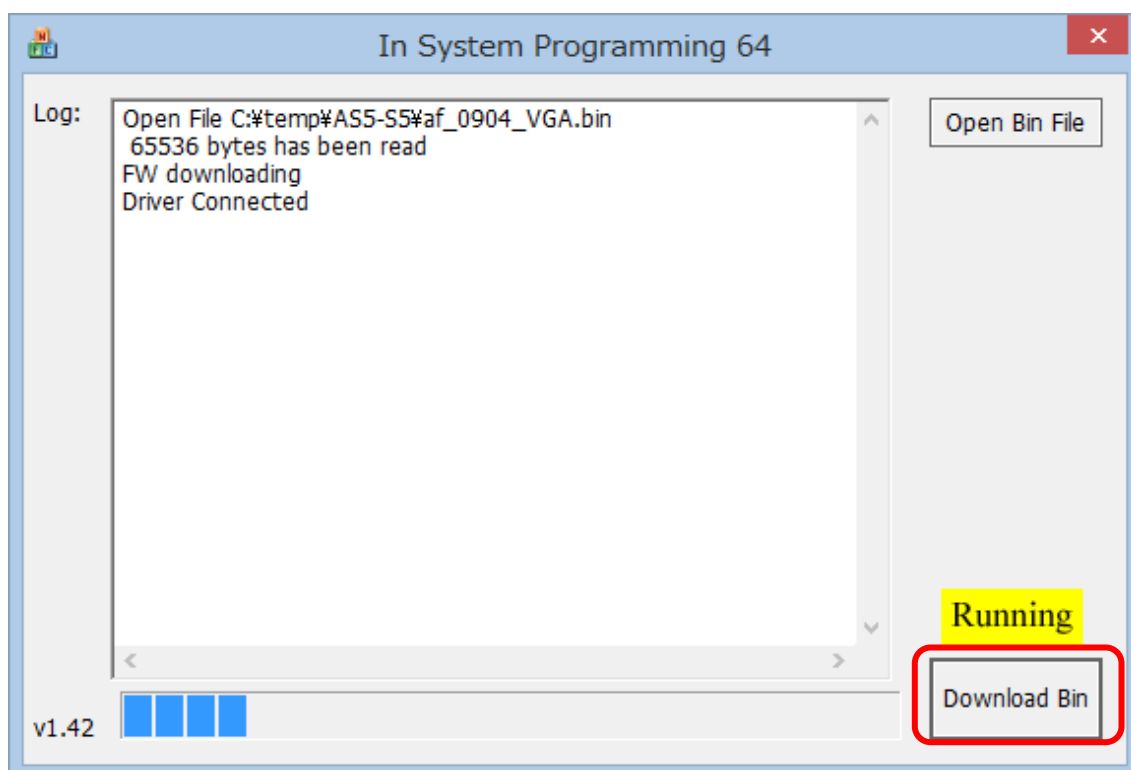 In System Programming 64
Log:
Open File C:¥temp¥AS5-S5¥af_0904_VGA.bin
65536 bytes has been read
FW downloading
Driver Connected
Open Bin File
Running
Download Bin
v1.42